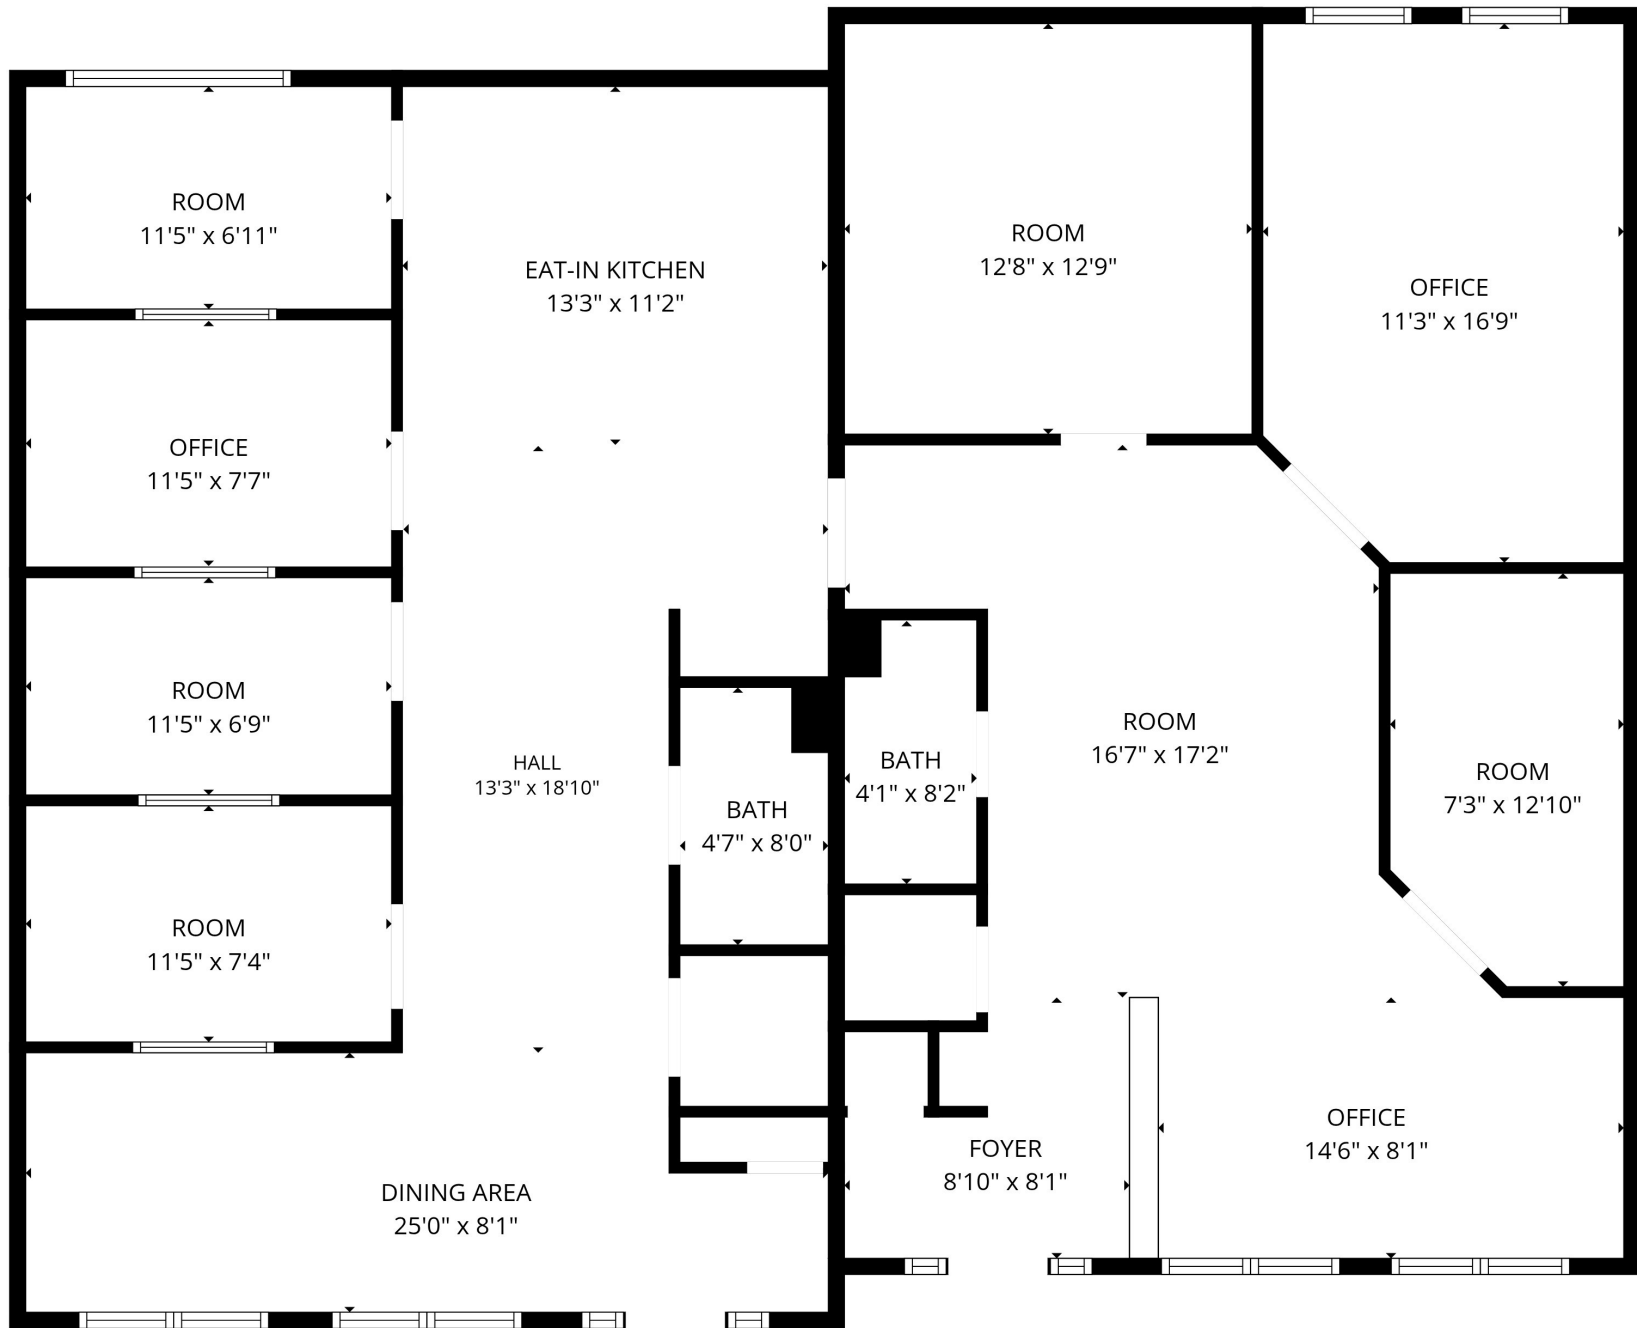 ROOM
11'5" x 6'11"
EAT-IN KITCHEN
13'3" x 11'2"
ROOM
12'8" x 12'9"
OFFICE
11'3" x 16'9"
OFFICE
11'5" x 7'7"
ROOM
11'5" x 6'9"
HALL
13'3" x 18'10"
BATH
4'7" x 8'0"
BATH
4'1" x 8'2"
ROOM
16'7" x 17'2"
ROOM
7'3" x 12'10"
ROOM
11'5" x 7'4"
DINING AREA
25'0" x 8'1"
FOYER
8'10" x 8'1"
OFFICE
14'6" x 8'1"